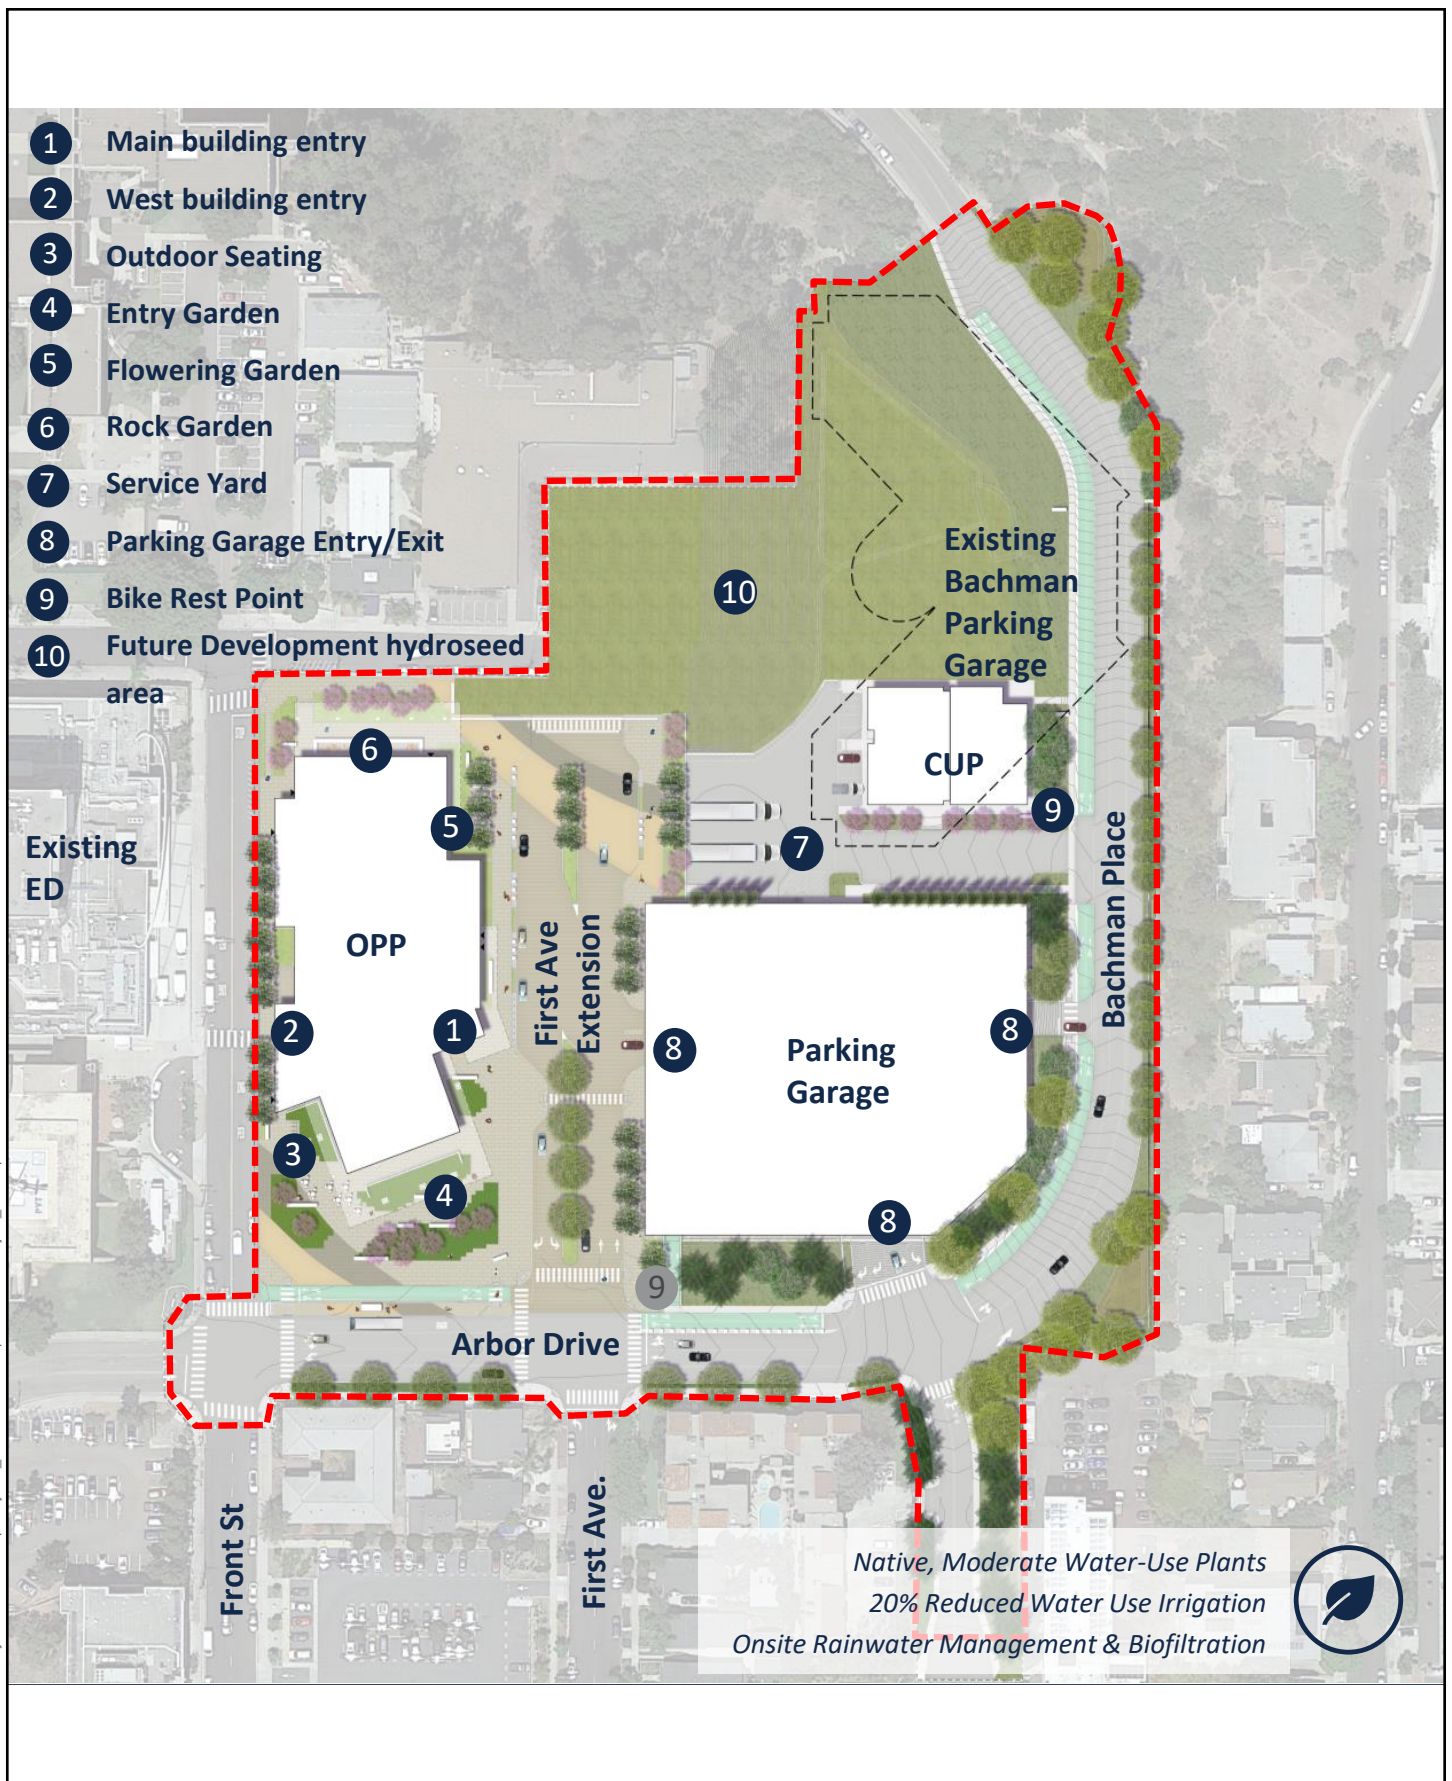 1 Main building entry
2 West building entry
3 Outdoor Seating
4 Entry Garden
5 Flowering Garden
6 Rock Garden
7 Service Yard
8 Parking Garage Entry/Exit
9 Bike Rest Point
10 Future Development hydroseed
area
10
Existing
Bachman
Parking
Garage
6
CUP
9
5
7
Existing
ED
OPP
First Ave
Extension
Bachman Place
2
1
8
8
Parking
Garage
3
4
8
9
Arbor Drive
Front St
First Ave.
Native, Moderate Water-Use Plants
20% Reduced Water Use Irrigation
Onsite Rainwater Management & Biofiltration